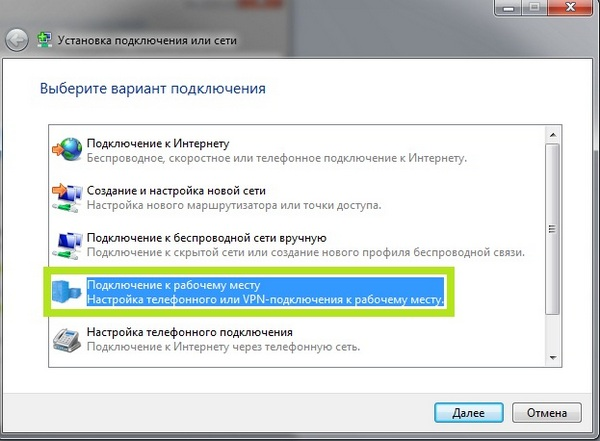 Установка подключения или сети
Выберите вариант подключения
Подключение к Интернету
Беспроводное, скоростное или телефонное подключение к Интернету.
Создание и настройка новой сети
Настройка нового маршрутизатора или точки доступа.
Подключение к беспроводной сети вручную
Подключение к скрытой сети или создание нового профиля беспроводной связи.
Подключение к рабочему месту
Настройка телефонного или VPN-подключения к рабочему месту.
Настройка телефонного подключения
Подключение к Интернету через телефонную сеть.
Далее
Отмена